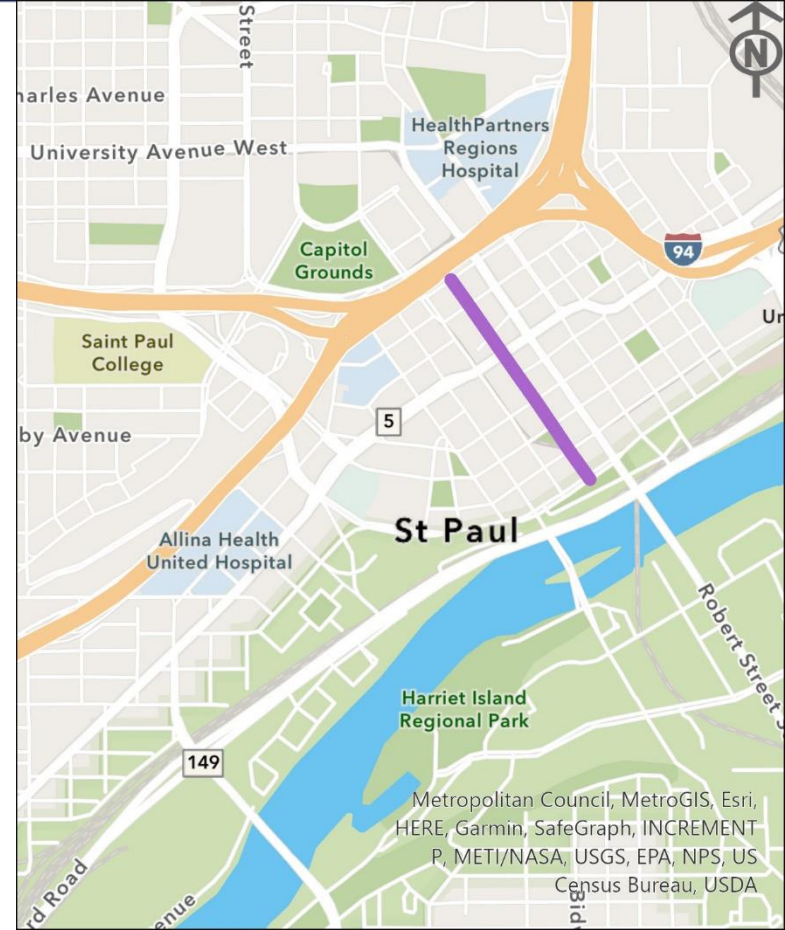 Street
N
harles Avenue
HealthPartners
Regions
Hospital
University Avenue West
Capitol
Grounds
94
Un
Saint Paul
College
5
by Avenue
St Paul
Allina Health
United Hospital
Robert Street S
Harriet Island
Regional Park
149
Metropolitan Council, MetroGIS, Esri,
HERE, Garmin, SafeGraph, INCREMENT
P, METI/NASA, USGS, EPA, NPS, US
Census Bureau, USDA
rd Road
enue
Bidw